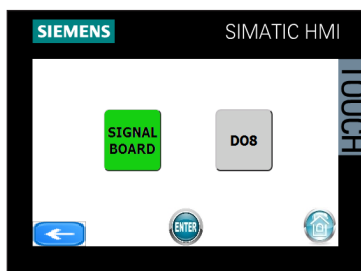 SIEMENS
SIMATIC HMI
TOUCH
SIGNAL
BOARD
DO8
ENTER